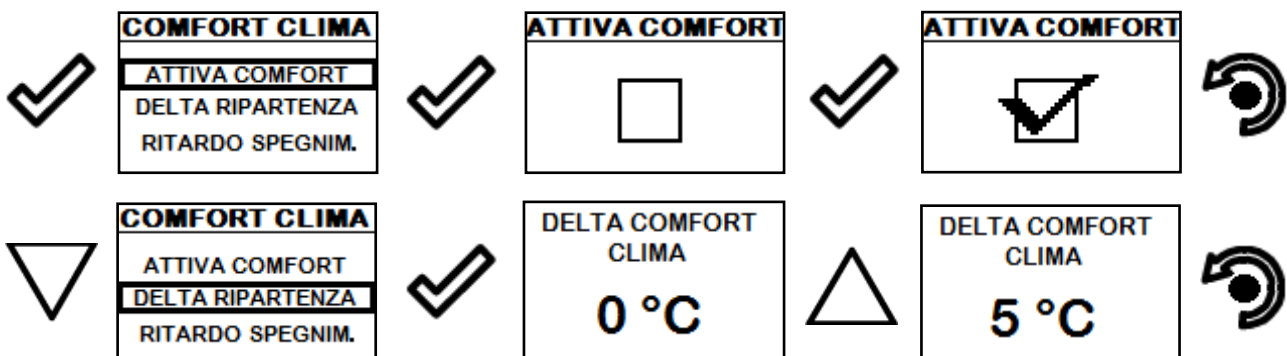 COMFORT CLIMA
ATTIVA COMFORT
DELTA RIPARTENZA
RITARDO SPEGNIM.
ATTIVA COMFORT
ATTIVA COMFORT
COMFORT CLIMA
ATTIVA COMFORT
DELTA RIPARTENZA
RITARDO SPEGNIM.
DELTA COMFORT
CLIMA
0 °C
DELTA COMFORT
CLIMA
5 °C